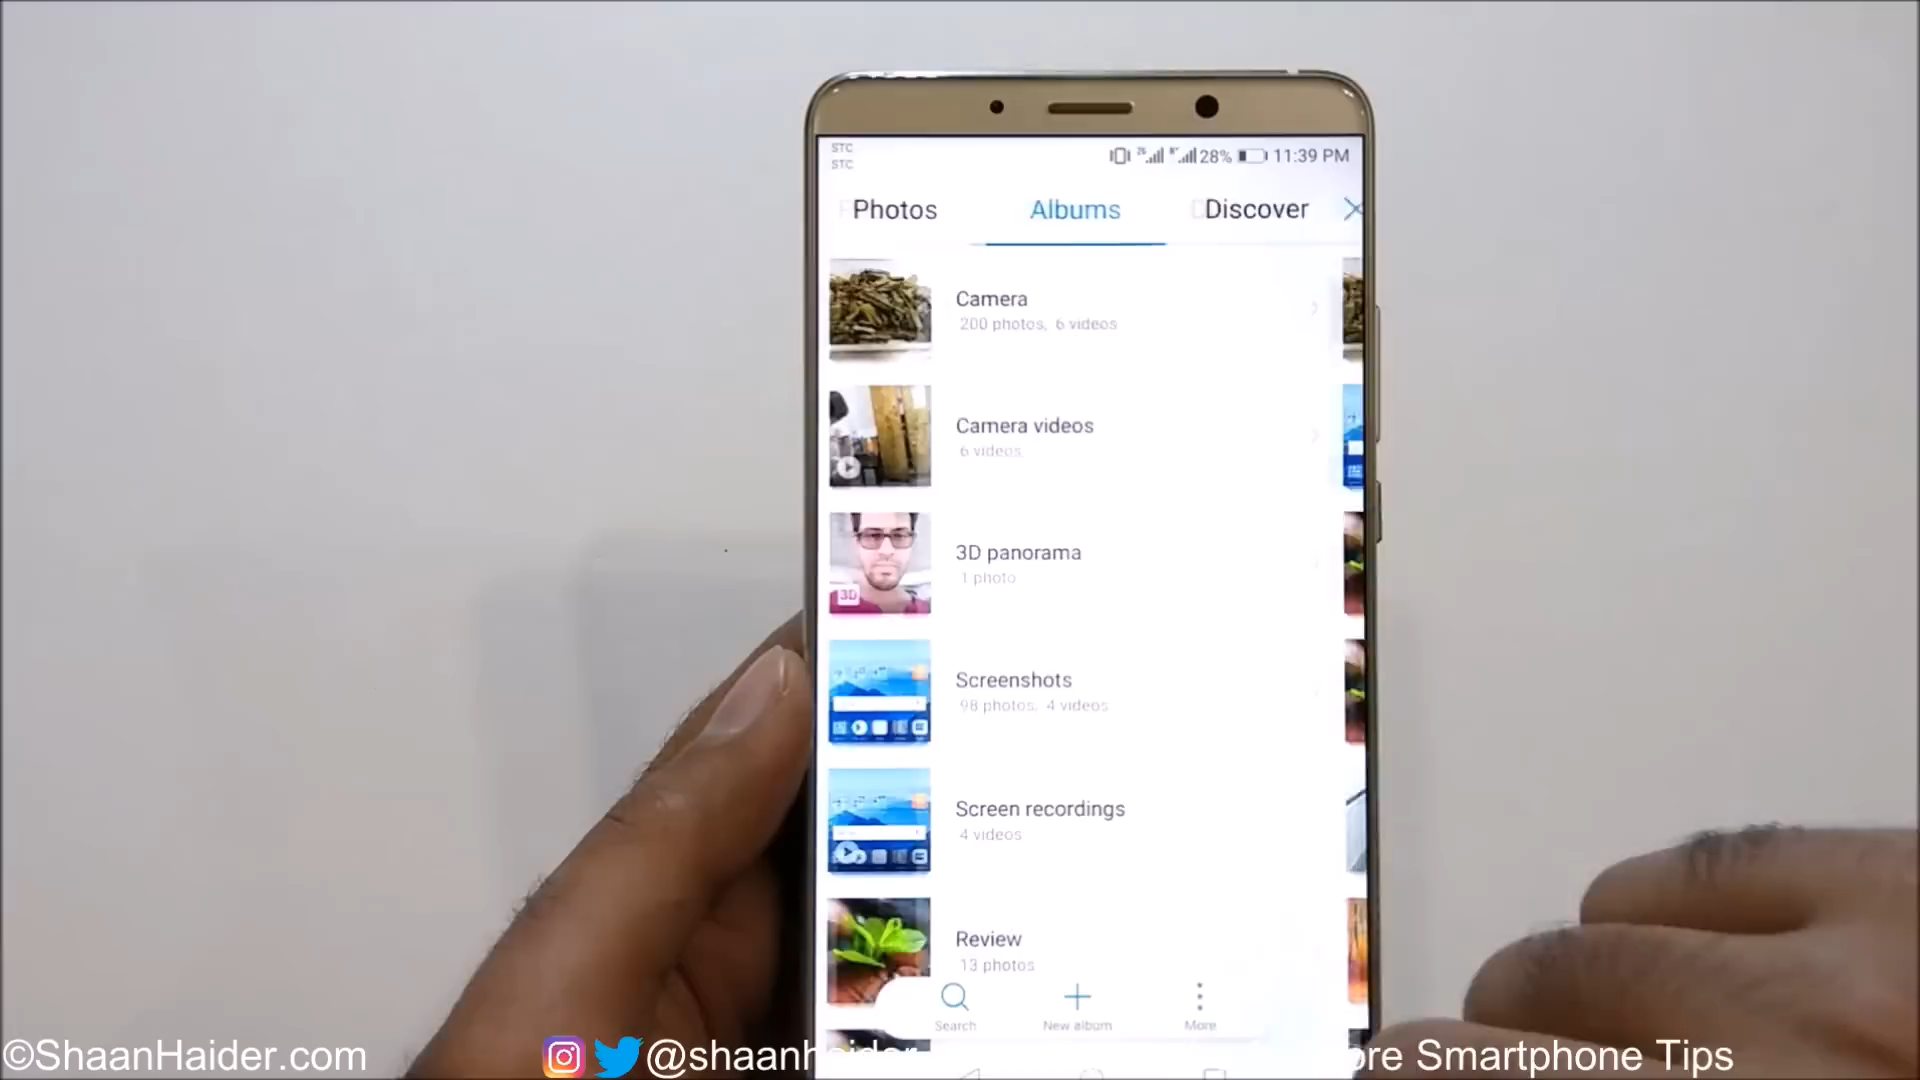 STC
STC
28% 11:39 PM
Photos Albums Discover
Camera
200 photos, 6 videos
Camera videos
6 videos
3D panorama
1 photo
3D
Screenshots
98 photos, 4 videos
Screen recordings
4 videos
Review
13 photos
Search New album More
©ShaanHaider.com @shaanhaider ore Smartphone Tips